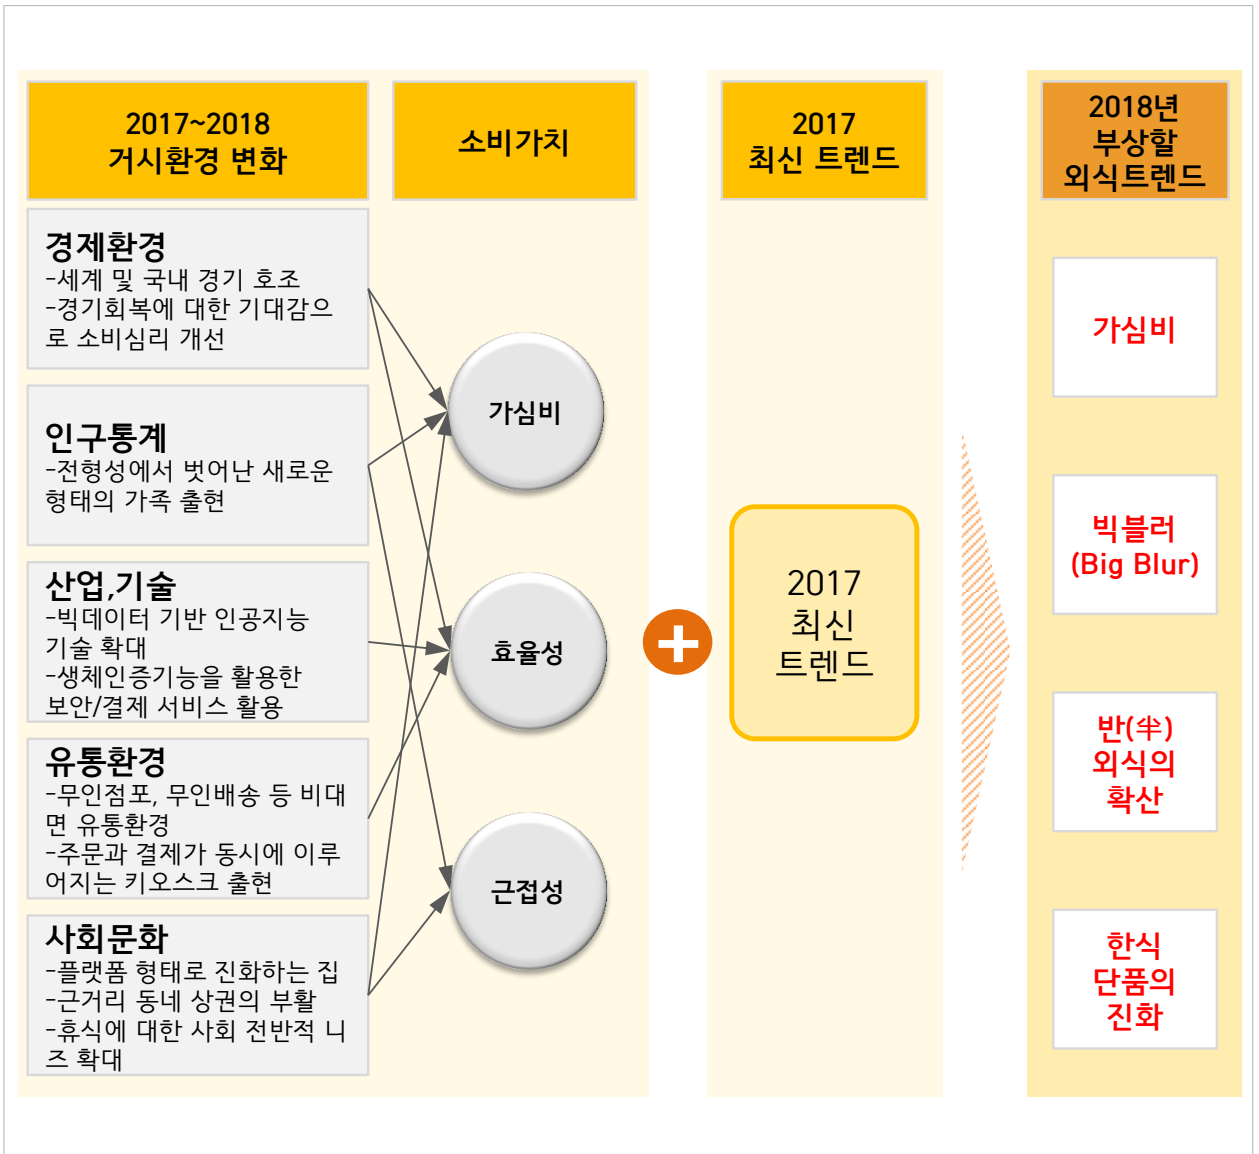 2017~2018
거시환경 변화
소비가치
2017
최신 트렌드
2018년
부상할
외식트렌드
경제환경
-세계 및 국내 경기 호조
-경기회복에 대한 기대감으
로 소비심리 개선
인구통계
-전형성에서 벗어난 새로운
형태의 가족 출현
산업,기술
-빅데이터 기반 인공지능
기술 확대
-생체인증기능을 활용한
보안/결제 서비스 활용
유통환경
-무인점포, 무인배송 등 비대
면 유통환경
-주문과 결제가 동시에 이루
어지는 키오스크 출현
사회문화
-플랫폼 형태로 진화하는 집
-근거리 동네 상권의 부활
-휴식에 대한 사회 전반적 니
즈 확대
가심비
효율성
근접성
2017
최신
트렌드
가심비
빅블러
(Big Blur)
반(半)
외식의
확산
한식
단품의
진화